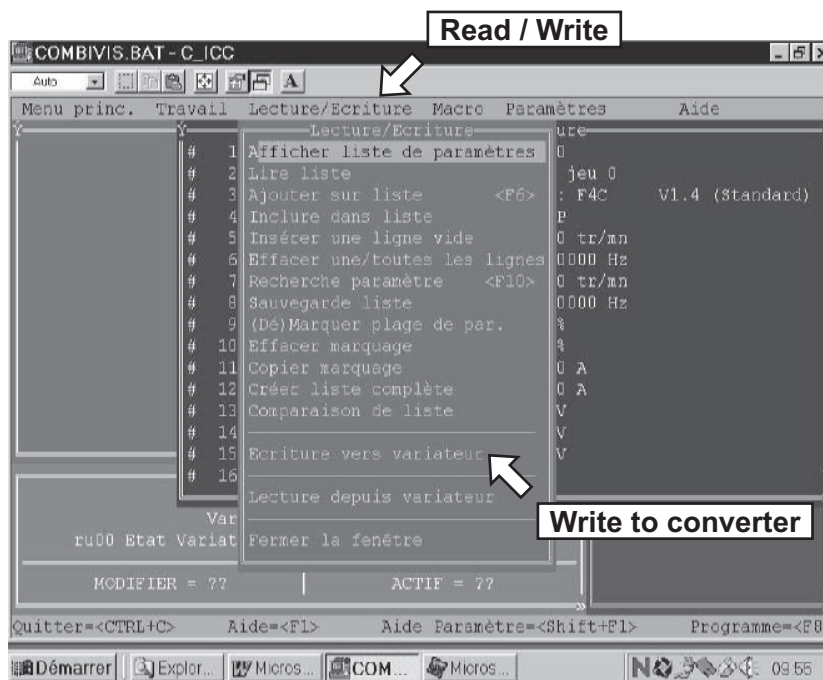 Read / Write
COMBIVIS.BAT - C_ICC
Auto
A
Menu princ. Travail Lecture/Ecriture Macro Paramètres Aide
Lecture/Ecriture
ure
# 1 Afficher liste de paramètres 0
# 2 Lire liste jeu 0
# 3 Ajouter sur liste <F6> : F4C V1.4 (Standard)
# 4 Inclure dans liste P
# 5 Insérer une ligne vide 0 tr/mn
# 6 Effacer une/toutes les lignes 0000 Hz
# 7 Recherche paramètre <F10> 0 tr/mn
# 8 Sauvegarde liste 0000 Hz
# 9 (Dé)Marquer plage de par. %
# 10 Effacer marquage %
# 11 Copier marquage 0 A
# 12 Créer liste complète 0 A
# 13 Comparaison de liste V
# 14 V
# 15 Ecriture vers variateur V
# 16
Lecture depuis variateur
Write to converter
Var
ru00 Etat Variat Fermer la fenêtre
MODIFIER = ?? ACTIF = ??
Quitter=<CTRL+C> Aide=<F1> Aide Paramètre=<Shift+F1> Programme=<F8
Démarrer Explor... Micros... COM... Micros... 09:55